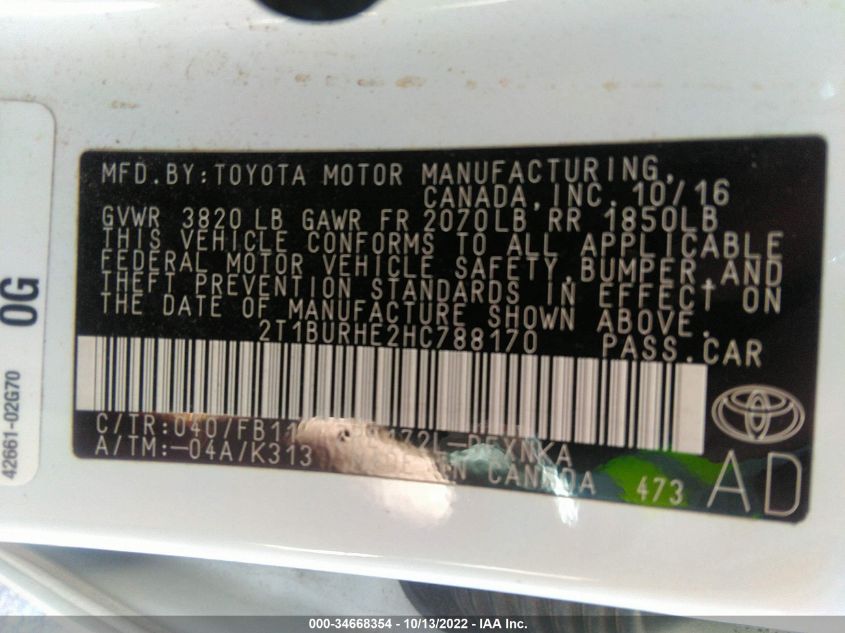 MFD.BY:TOYOTA MOTOR MANUFACTURING,
CANADA,INC. 10/16
GVWR 3820 LB GAWR FR 2070LB RR 1850LB
THIS VEHICLE CONFORMS TO ALL APPLICABLE
FEDERAL MOTOR VEHICLE SAFETY,BUMPER,AND
THEFT PREVENTION STANDARDS IN EFFECT ON
THE DATE OF MANUFACTURE SHOWN ABOVE.
2T1BURHE2HC788170 PASS.CAR
C/TR:040/FB11
A/TM:-04A/K313 IN CANADA 473
AD
42661-02G70 0G
000-34668354 - 10/13/2022 - IAA Inc.